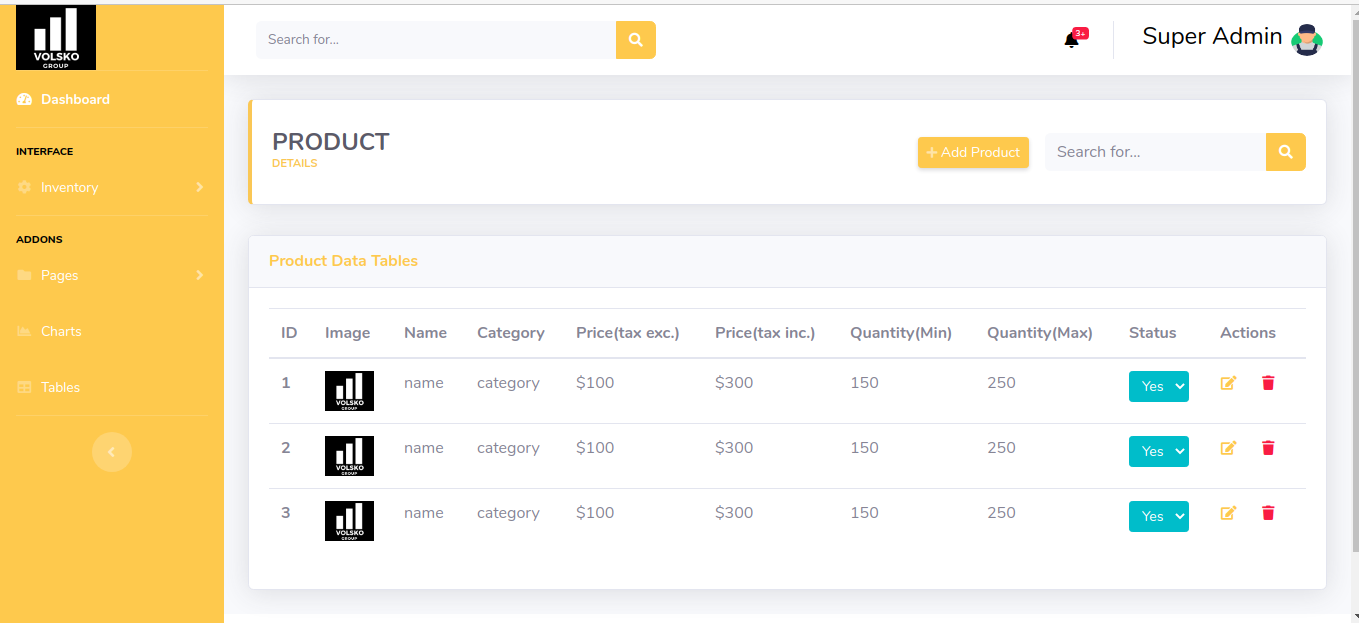 VOLSKO
GROUP
Search for...
3+
Super Admin
Dashboard
INTERFACE
Inventory
ADDONS
Pages
Charts
Tables
PRODUCT
DETAILS
+ Add Product
Search for...
Product Data Tables
ID Image Name Category Price(tax exc.) Price(tax inc.) Quantity(Min) Quantity(Max) Status Actions
1 VOLSKO GROUP name category $100 $300 150 250 Yes
2 VOLSKO GROUP name category $100 $300 150 250 Yes
3 VOLSKO GROUP name category $100 $300 150 250 Yes